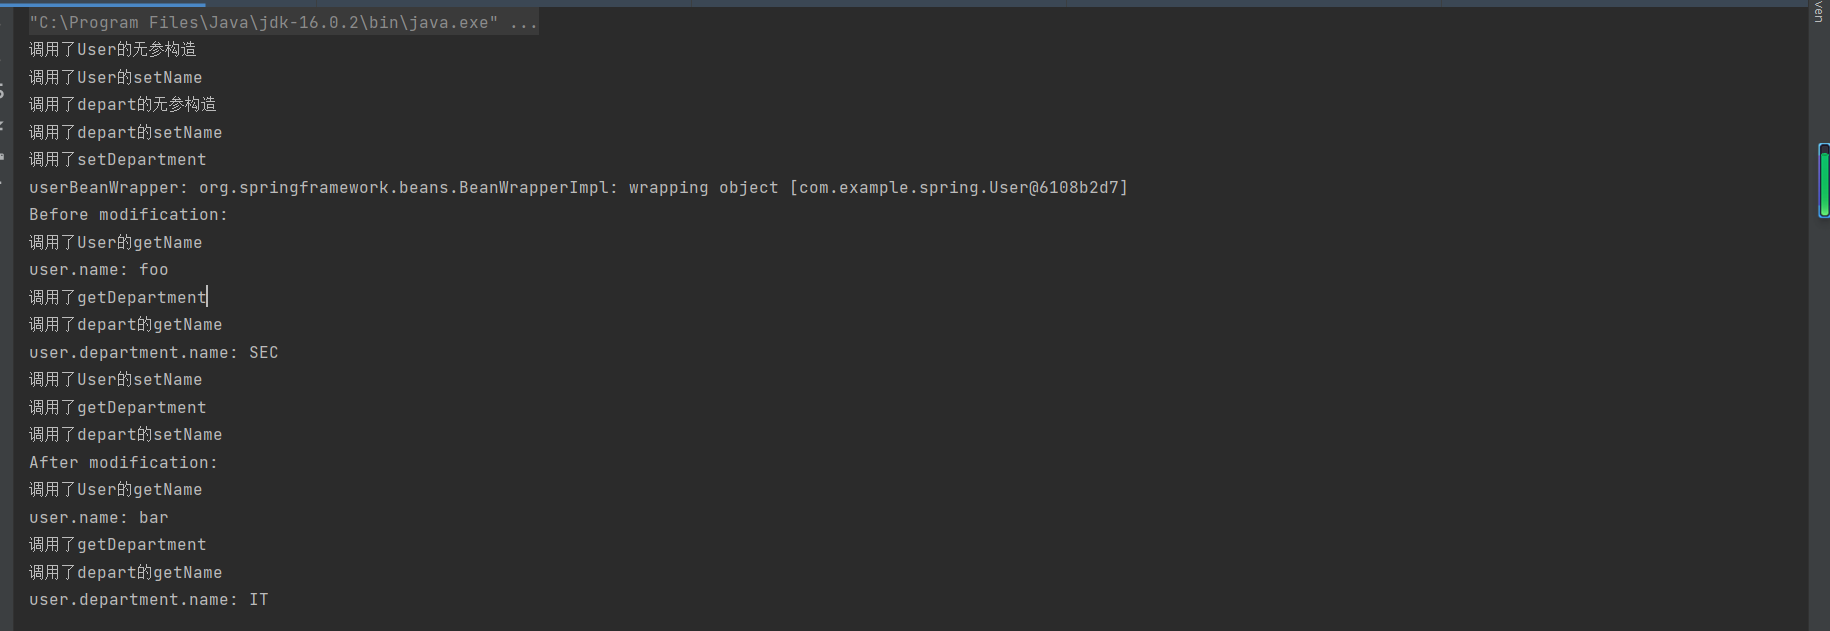 "C:\Program Files\Java\jdk-16.0.2\bin\java.exe" ...
调用了User的无参构造
调用了User的setName
调用了depart的无参构造
调用了depart的setName
调用了setDepartment
userBeanWrapper: org.springframework.beans.BeanWrapperImpl: wrapping object [com.example.spring.User@6108b2d7]
Before modification:
调用了User的getName
user.name: foo
调用了getDepartment
调用了depart的getName
user.department.name: SEC
调用了User的setName
调用了getDepartment
调用了depart的setName
After modification:
调用了User的getName
user.name: bar
调用了getDepartment
调用了depart的getName
user.department.name: IT
ven